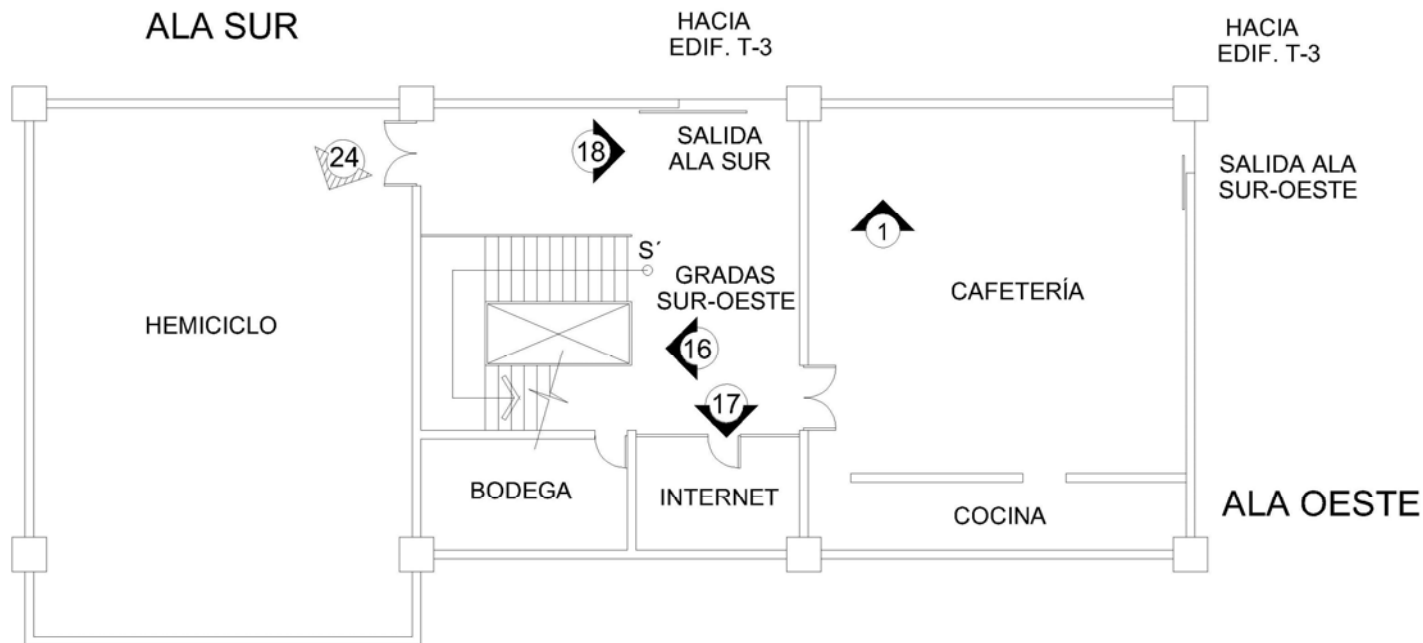 ALA SUR
HACIA
EDIF. T-3
HACIA
EDIF. T-3
24
18
SALIDA
ALA SUR
SALIDA ALA
SUR-OESTE
1
S´
GRADAS
SUR-OESTE
CAFETERÍA
HEMICICLO
16
17
BODEGA
INTERNET
COCINA
ALA OESTE